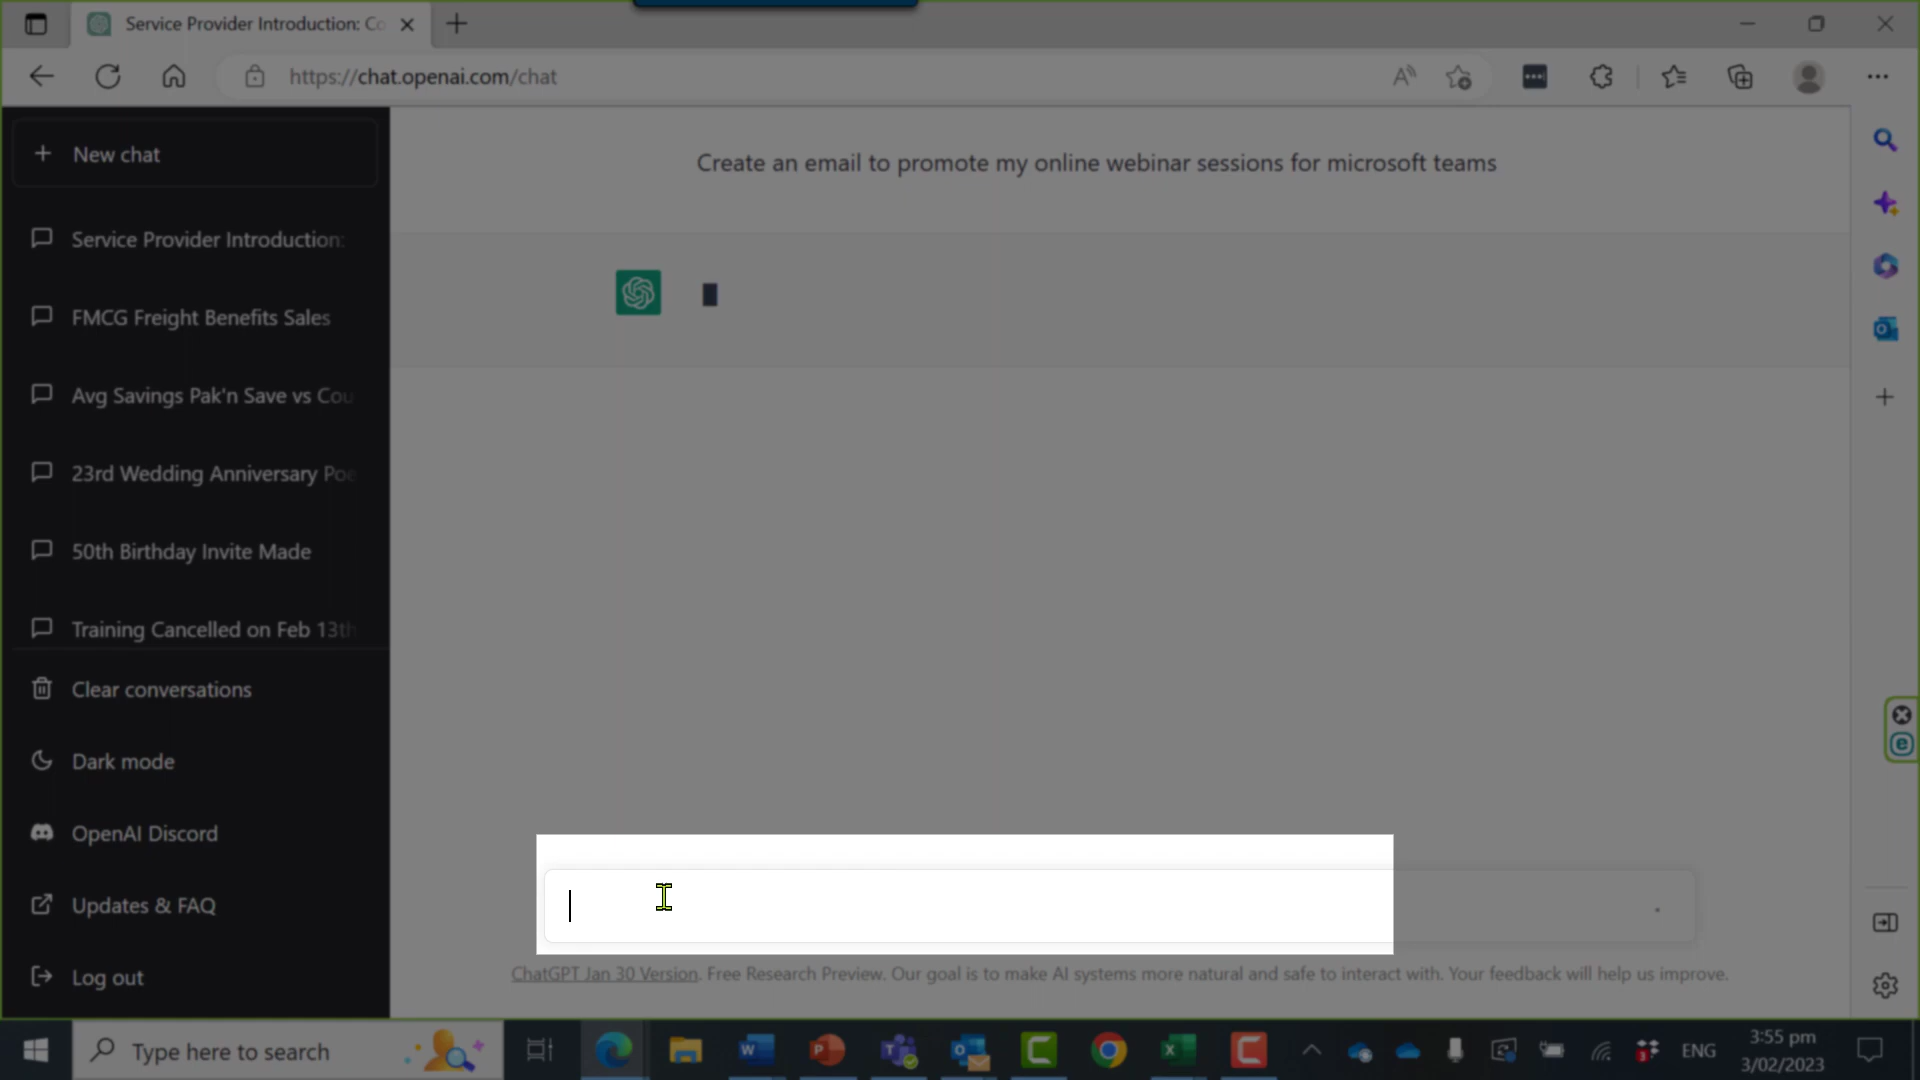 Service Provider Introduction: Co
https://chat.openai.com/chat
New chat
Service Provider Introduction:
FMCG Freight Benefits Sales
Avg Savings Pak'n Save vs Cou
23rd Wedding Anniversary Poe
50th Birthday Invite Made
Training Cancelled on Feb 13th
Clear conversations
Dark mode
OpenAI Discord
Updates & FAQ
Log out
Create an email to promote my online webinar sessions for microsoft teams
ChatGPT Jan 30 Version. Free Research Preview. Our goal is to make AI systems more natural and safe to interact with. Your feedback will help us improve.
Type here to search
ENG
3:55 pm
3/02/2023